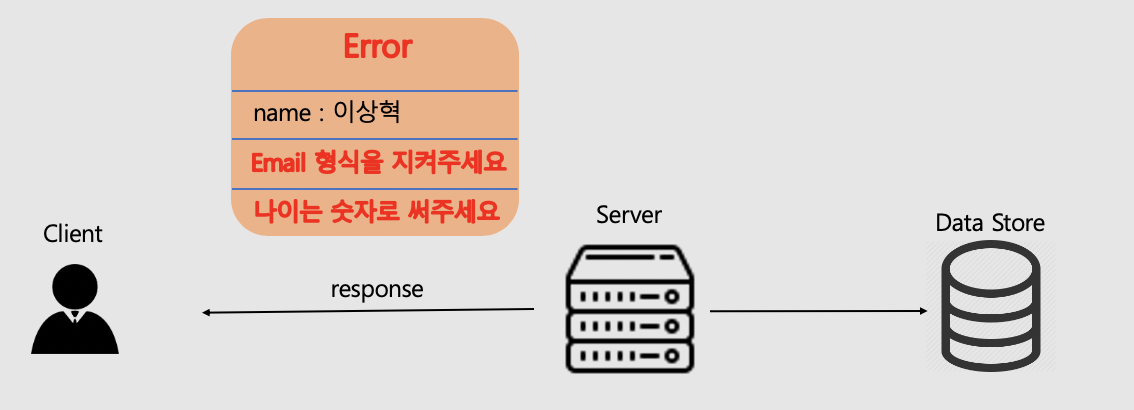 Error
name : 이상혁
Email 형식을 지켜주세요
나이는 숫자로 써주세요
Client
response
Server
Data Store